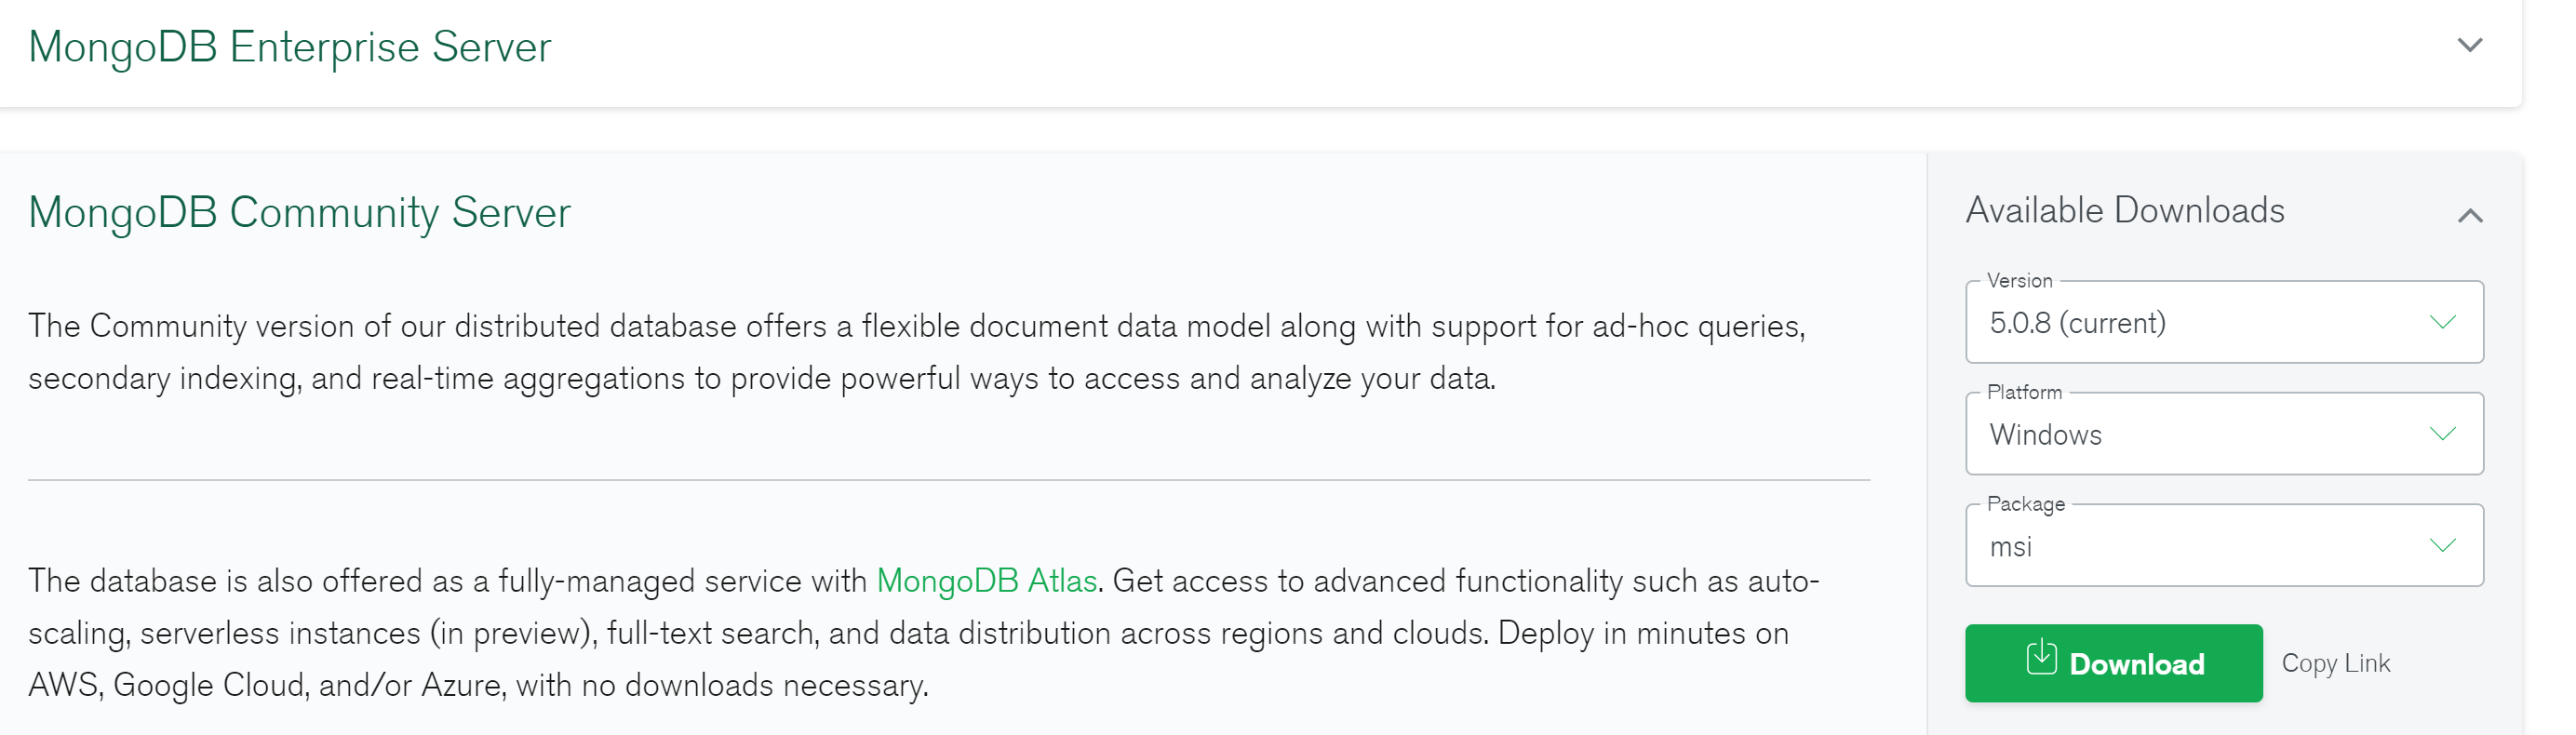 MongoDB Enterprise Server
MongoDB Community Server
The Community version of our distributed database offers a flexible document data model along with support for ad-hoc queries,
secondary indexing, and real-time aggregations to provide powerful ways to access and analyze your data.
The database is also offered as a fully-managed service with MongoDB Atlas. Get access to advanced functionality such as auto-
scaling, serverless instances (in preview), full-text search, and data distribution across regions and clouds. Deploy in minutes on
AWS, Google Cloud, and/or Azure, with no downloads necessary.
Available Downloads
Version
5.0.8 (current)
Platform
Windows
Package
msi
Download
Copy Link